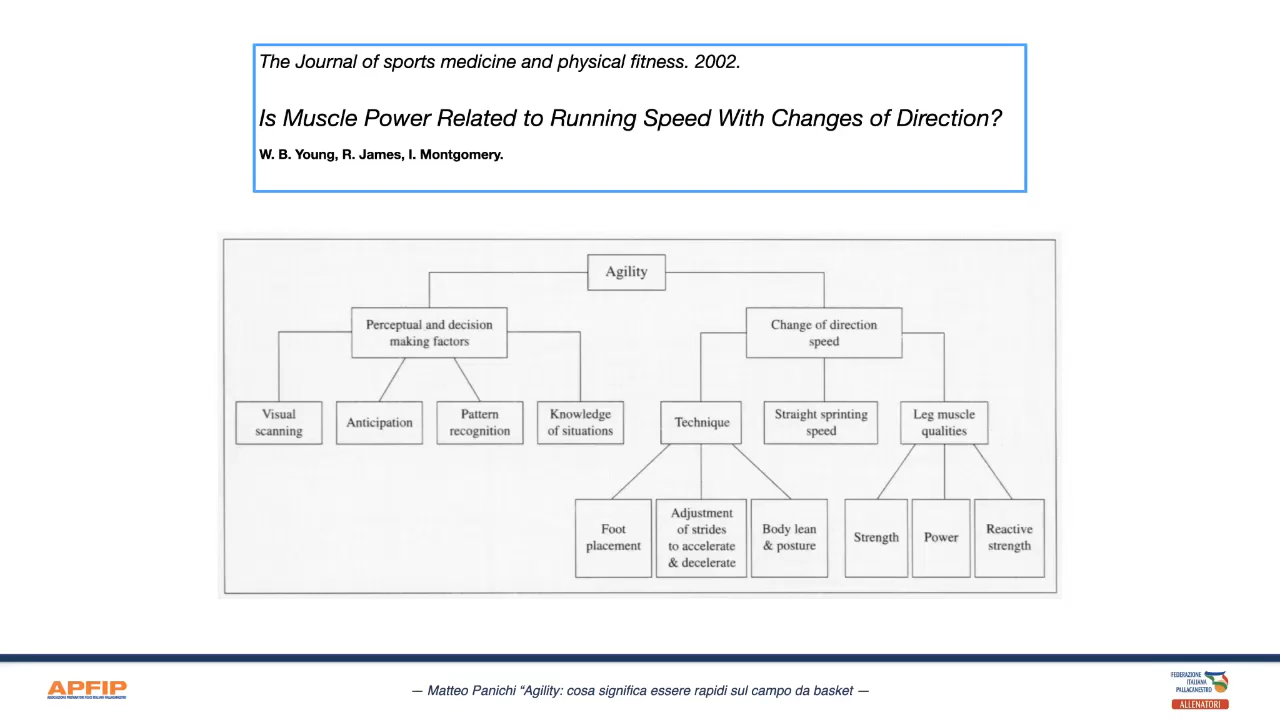 The Journal of sports medicine and physical fitness. 2002.
Is Muscle Power Related to Running Speed With Changes of Direction?
W. B. Young, R. James, I. Montgomery.
Agility
Perceptual and decision
making factors
Change of direction
speed
Visual
scanning
Anticipation
Pattern
recognition
Knowledge
of situations
Technique
Straight sprinting
speed
Leg muscle
qualities
Foot
placement
Adjustment
of strides
to accelerate
& decelerate
Body lean
& posture
Strength
Power
Reactive
strength
APFIP
ASSOCIAZIONE PREPARATORI FISICI ITALIANI PALLACANESTRO
— Matteo Panichi “Agility: cosa significa essere rapidi sul campo da basket —
FEDERAZIONE
ITALIANA
PALLACANESTRO
ALLENATORI